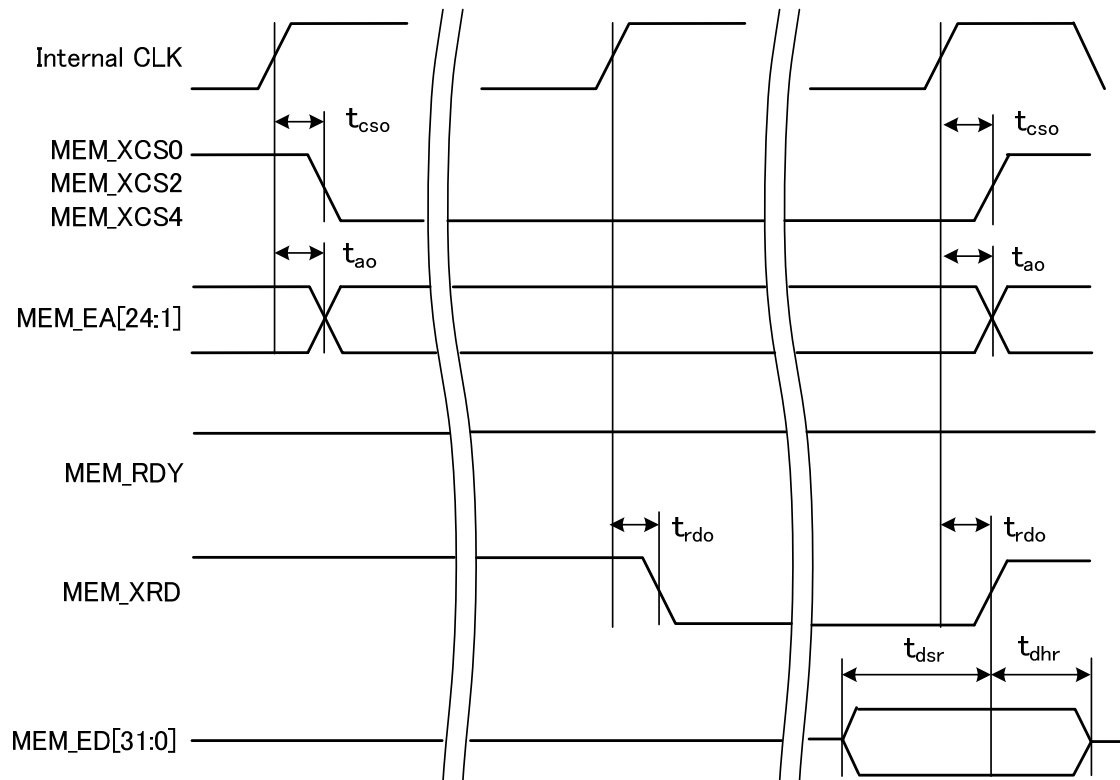 Internal CLK
tcso
tcso
MEM_XCS0
MEM_XCS2
MEM_XCS4
tao
tao
MEM_EA[24:1]
MEM_RDY
trdo
trdo
MEM_XRD
tdsr
tdhr
MEM_ED[31:0]